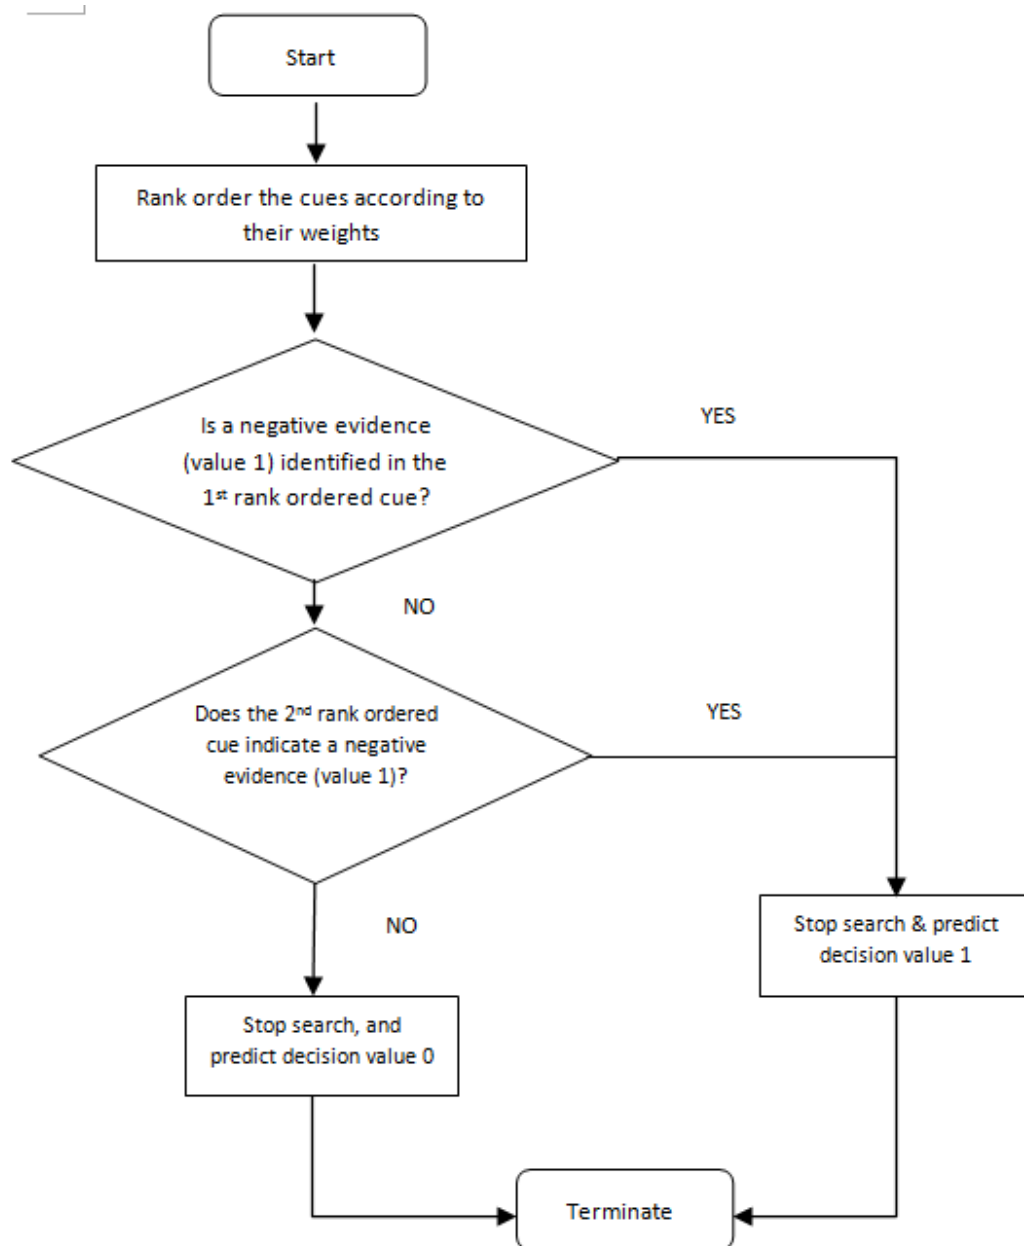 Start
Rank order the cues according to
their weights
Is a negative evidence
(value 1) identified in the
1st rank ordered cue?
YES
NO
Does the 2nd rank ordered
cue indicate a negative
evidence (value 1)?
YES
NO
Stop search & predict
decision value 1
Stop search, and
predict decision value 0
Terminate